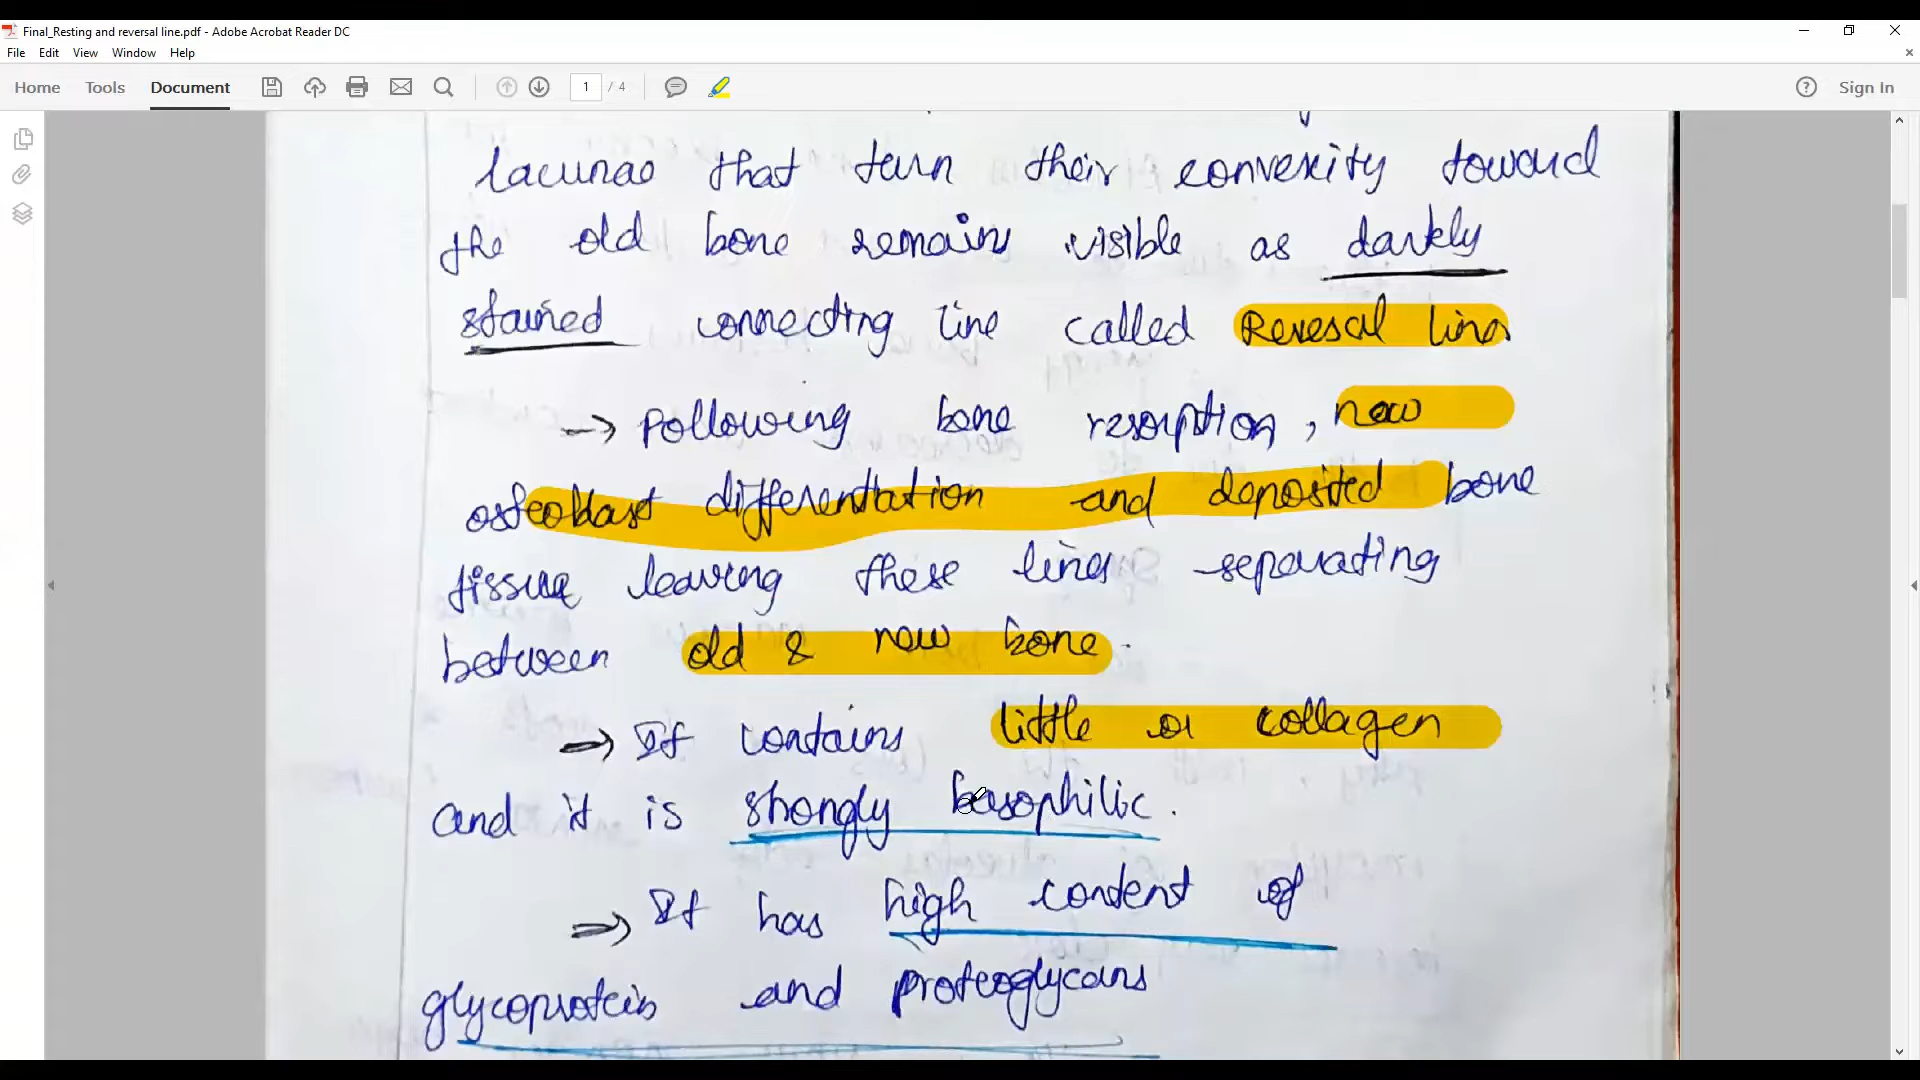 Final_Resting and reversal line.pdf - Adobe Acrobat Reader DC
File Edit View Window Help
Home Tools Document 1 / 4 Sign In
lacunae that turn their convexity toward
the old bone remains visible as darkly
stained connecting line called Revesal line
→ Following bone resorption, new
osteoblast differentiation and deposited bone
tissue leaving these line separating
between old & new bone.
⇒ It contains little or collagen
and it is strongly basophilic.
⇒ It has high content of
glycoprotein and proteoglycans